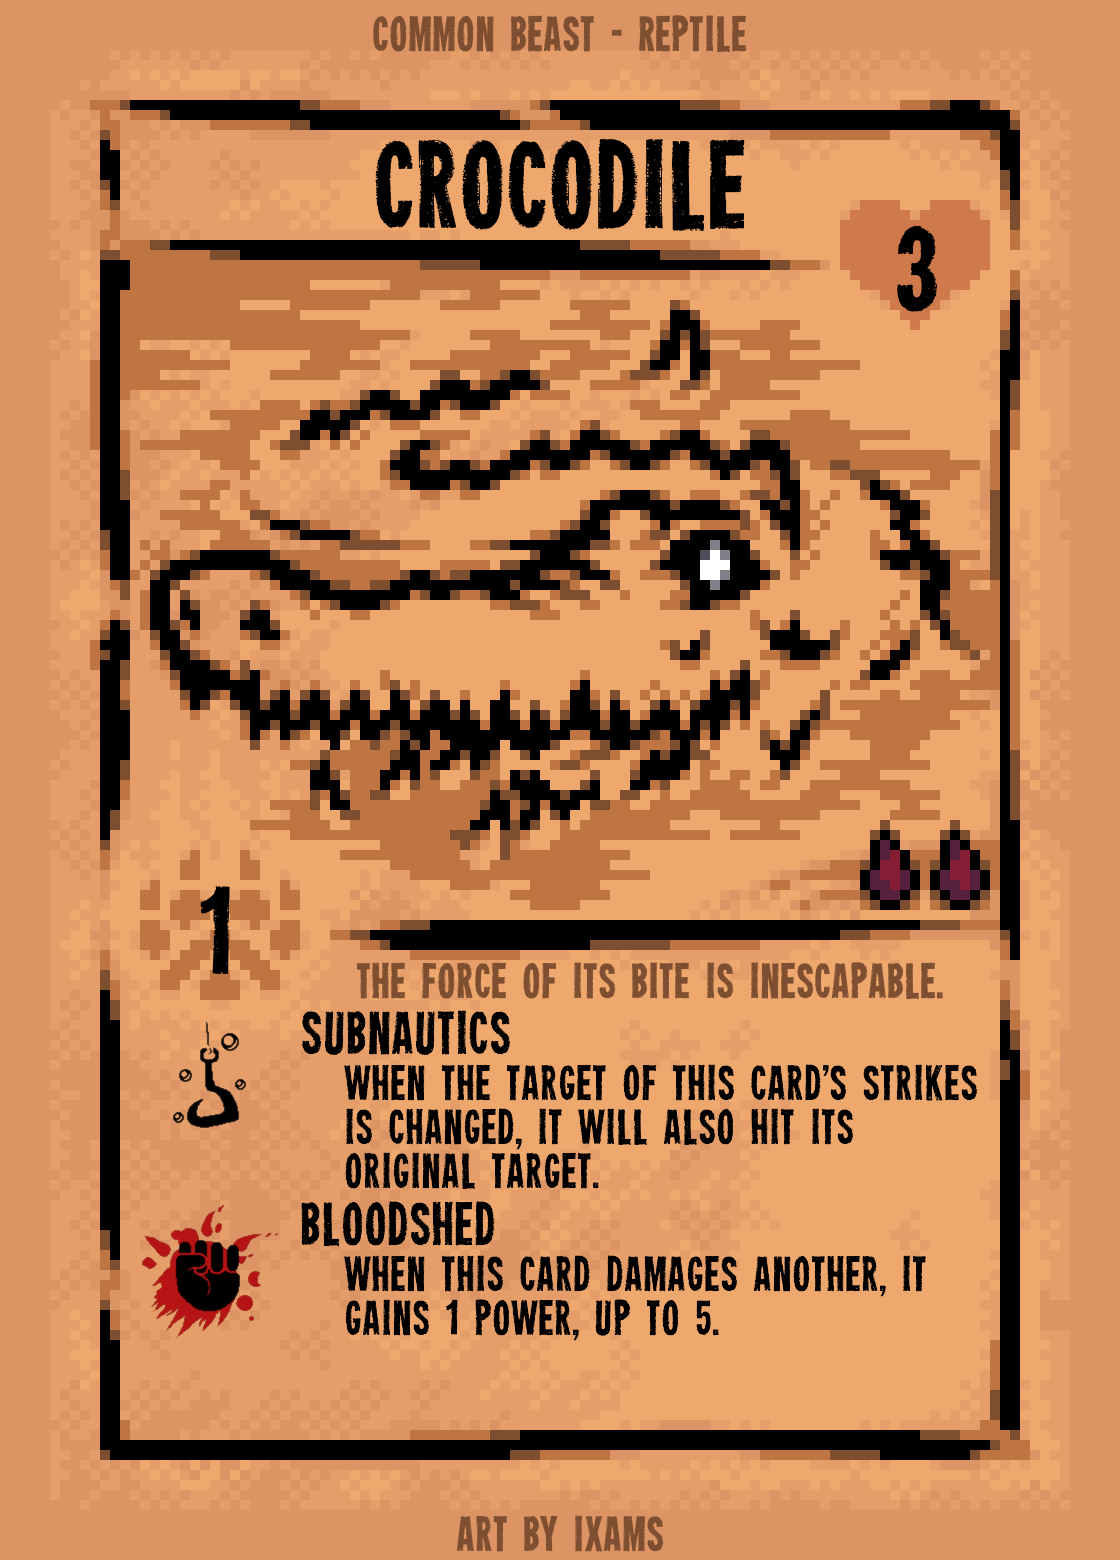 COMMON BEAST - REPTILE
CROCODILE
3
1
THE FORCE OF ITS BITE IS INESCAPABLE.
SUBNAUTICS
WHEN THE TARGET OF THIS CARD'S STRIKES
IS CHANGED, IT WILL ALSO HIT ITS
ORIGINAL TARGET.
BLOODSHED
WHEN THIS CARD DAMAGES ANOTHER, IT
GAINS 1 POWER, UP TO 5.
ART BY IXAMS